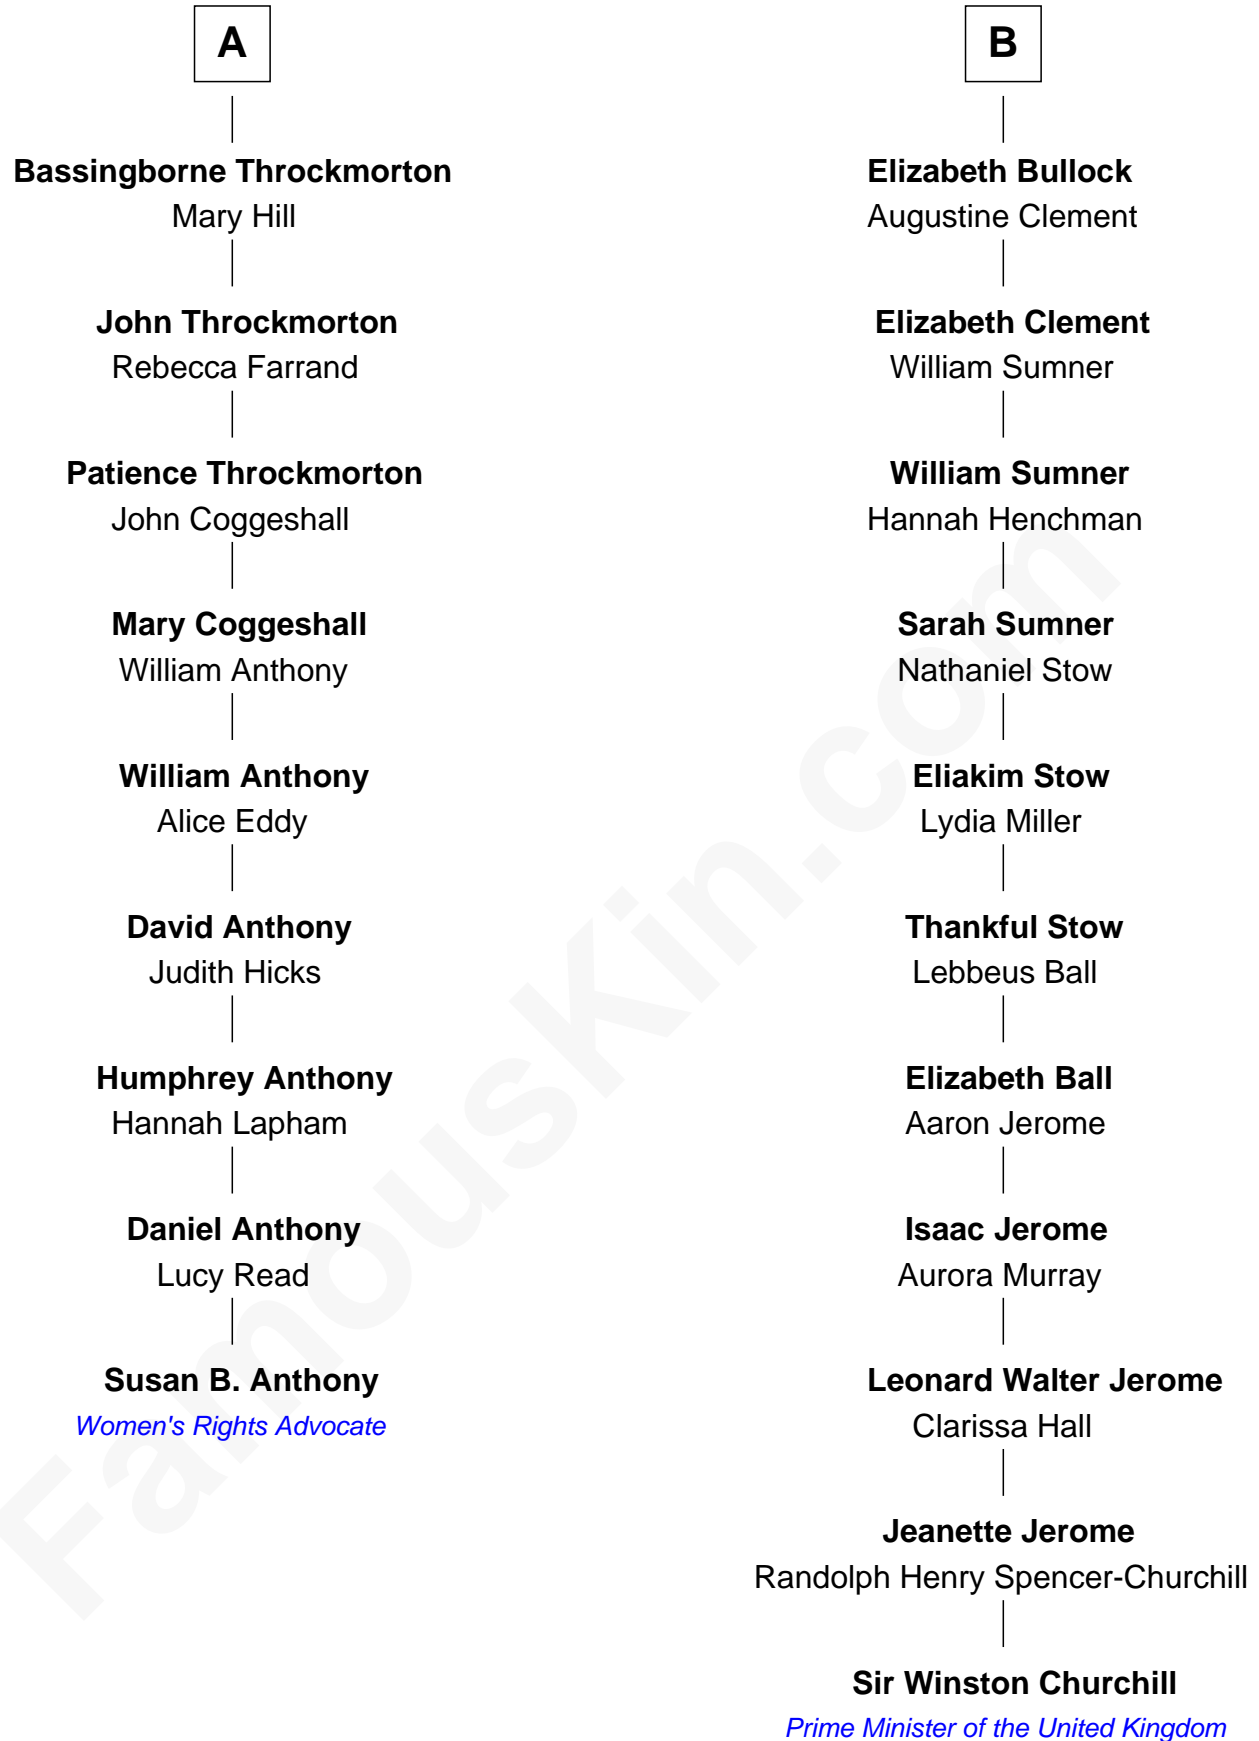 A
Bassingborne Throckmorton
Mary Hill
John Throckmorton
Rebecca Farrand
Patience Throckmorton
John Coggeshall
Mary Coggeshall
William Anthony
William Anthony
Alice Eddy
David Anthony
Judith Hicks
Humphrey Anthony
Hannah Lapham
Daniel Anthony
Lucy Read
Susan B. Anthony
Women's Rights Advocate
B
Elizabeth Bullock
Augustine Clement
Elizabeth Clement
William Sumner
William Sumner
Hannah Henchman
Sarah Sumner
Nathaniel Stow
Eliakim Stow
Lydia Miller
Thankful Stow
Lebbeus Ball
Elizabeth Ball
Aaron Jerome
Isaac Jerome
Aurora Murray
Leonard Walter Jerome
Clarissa Hall
Jeanette Jerome
Randolph Henry Spencer-Churchill
Sir Winston Churchill
Prime Minister of the United Kingdom
FamousKin.com